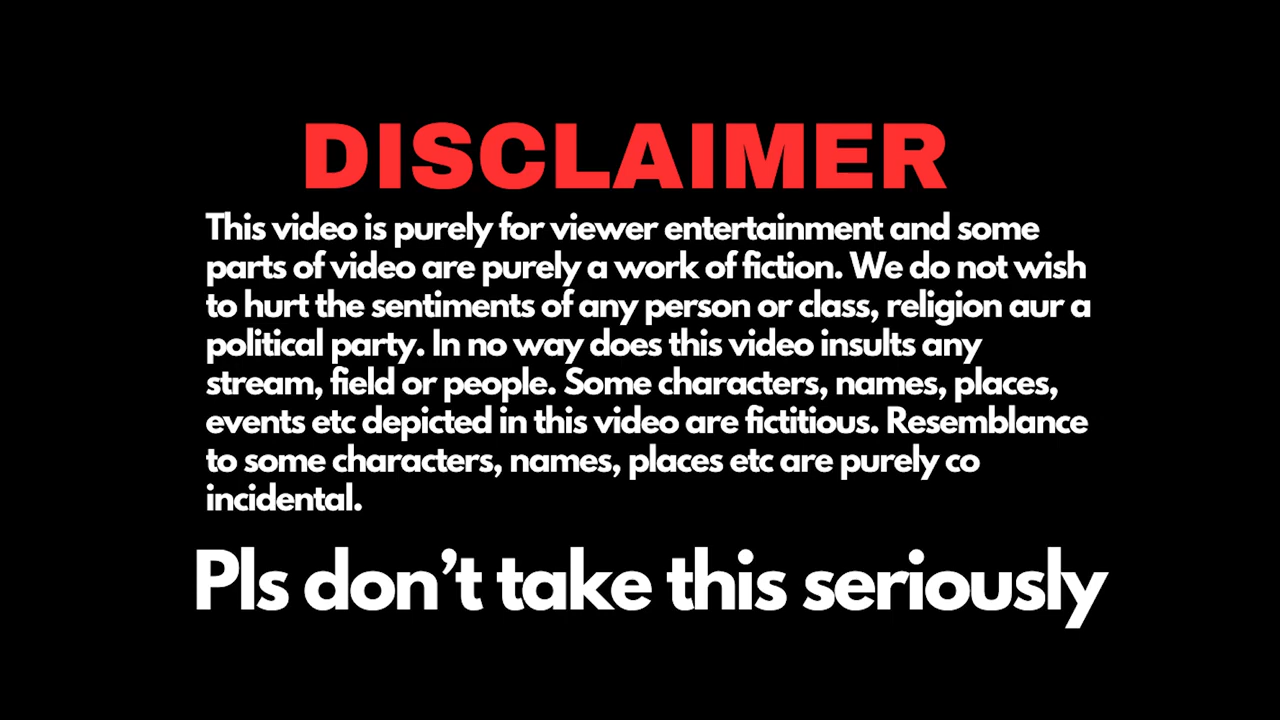 DISCLAIMER
This video is purely for viewer entertainment and some
parts of video are purely a work of fiction. We do not wish
to hurt the sentiments of any person or class, religion aur a
political party. In no way does this video insults any
stream, field or people. Some characters, names, places,
events etc depicted in this video are fictitious. Resemblance
to some characters, names, places etc are purely co
incidental.
Pls don’t take this seriously